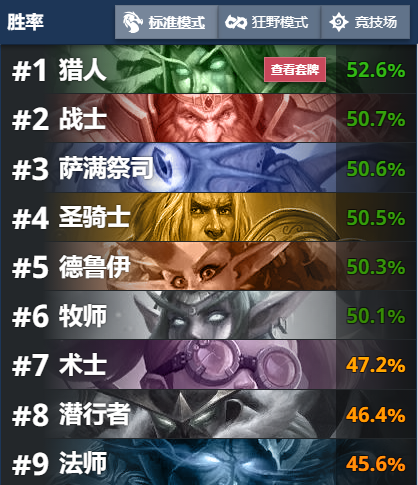 胜率 标准模式 狂野模式 竞技场
#1 猎人 查看套牌 52.6%
#2 战士 50.7%
#3 萨满祭司 50.6%
#4 圣骑士 50.5%
#5 德鲁伊 50.3%
#6 牧师 50.1%
#7 术士 47.2%
#8 潜行者 46.4%
#9 法师 45.6%